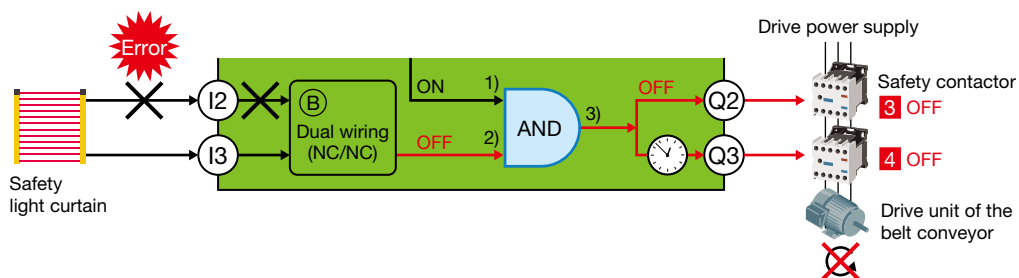 Error
Drive power supply
I2
B
Dual wiring
(NC/NC)
ON
1)
OFF
2)
AND
3)
OFF
Q2
Safety contactor
3 OFF
I3
Q3
4 OFF
Safety
light curtain
Drive unit of the
belt conveyor